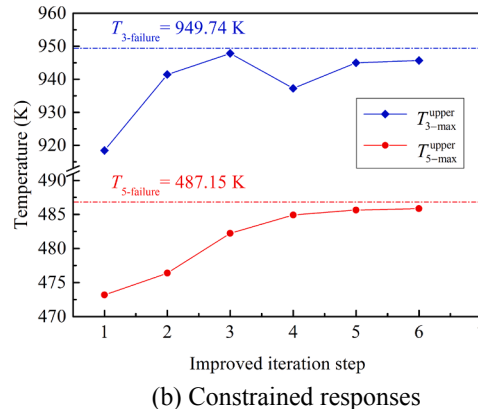 960
950
940
930
920
490
485
480
475
470
Temperature (K)
T3-failure = 949.74 K
T3-max upper
T5-max upper
T5-failure = 487.15 K
1 2 3 4 5 6
Improved iteration step
(b) Constrained responses